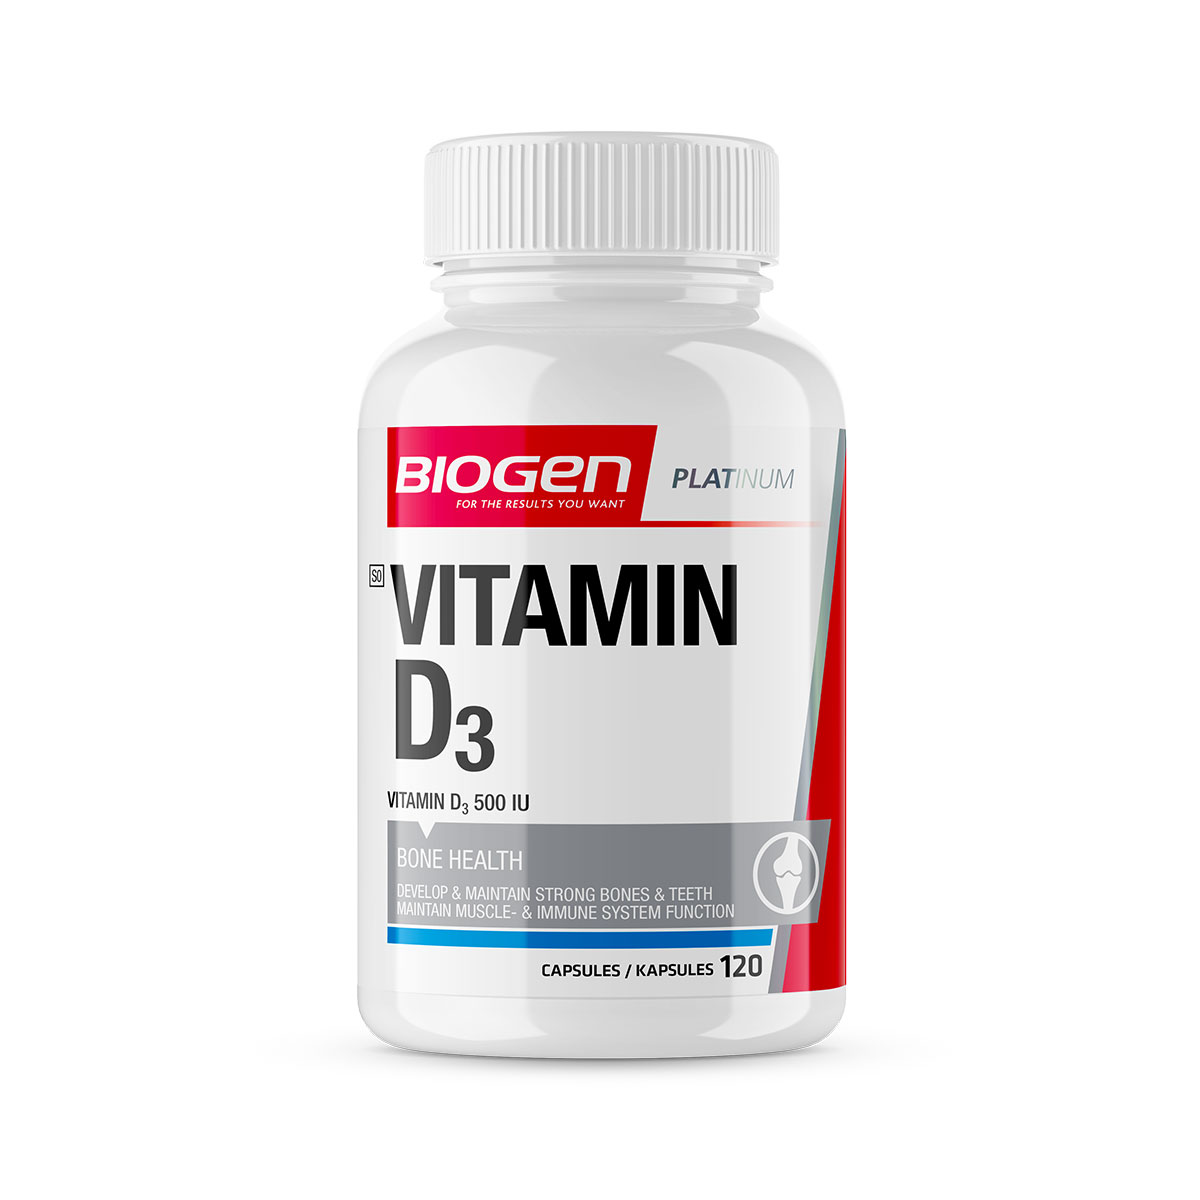 BIOGEN
FOR THE RESULTS YOU WANT
PLATINUM
S0
VITAMIN
D3
VITAMIN D3 500 IU
BONE HEALTH
DEVELOP & MAINTAIN STRONG BONES & TEETH
MAINTAIN MUSCLE- & IMMUNE SYSTEM FUNCTION
CAPSULES / KAPSULES 120